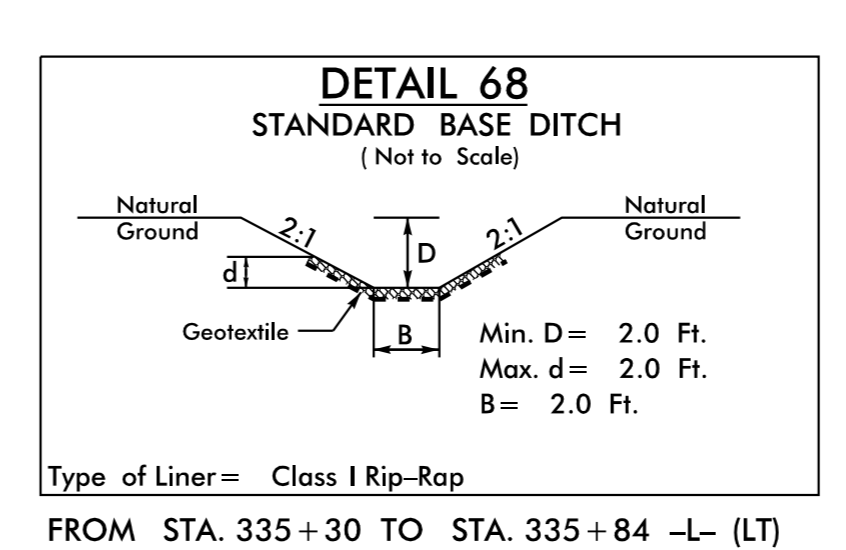 DETAIL 68
STANDARD BASE DITCH
( Not to Scale)
Natural
Ground
2:1
D
2:1
Natural
Ground
d
Geotextile
B
Min. D= 2.0 Ft.
Max. d= 2.0 Ft.
B= 2.0 Ft.
Type of Liner= Class I Rip-Rap
FROM STA. 335+30 TO STA. 335+84 -L- (LT)